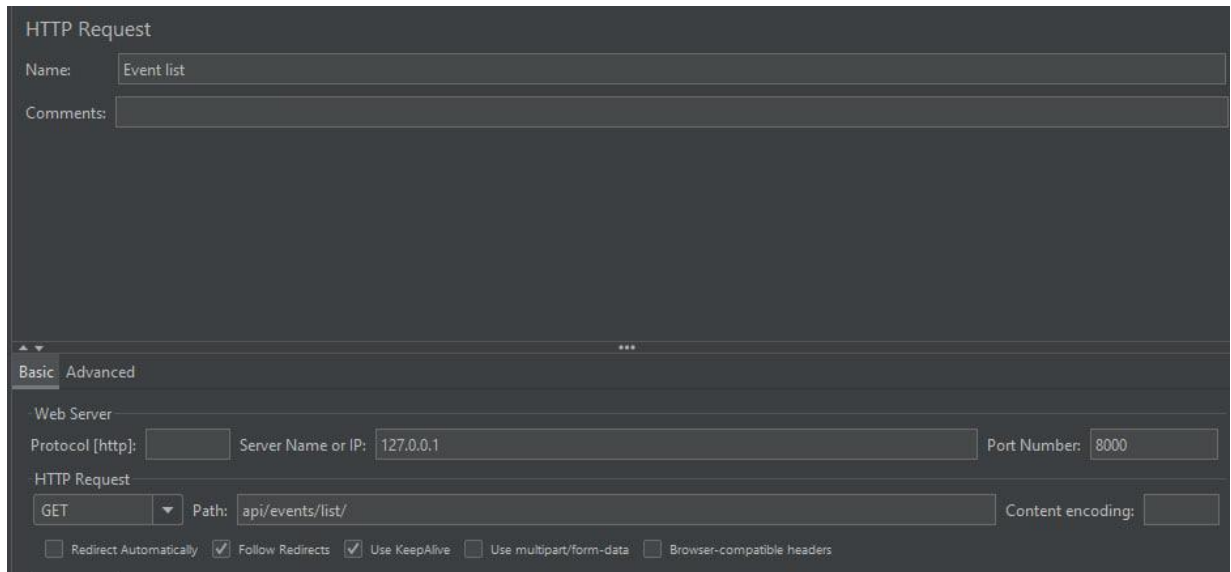 HTTP Request
Name: Event list
Comments:
Basic Advanced
Web Server
Protocol [http]: Server Name or IP: 127.0.0.1 Port Number: 8000
HTTP Request
GET Path: api/events/list/ Content encoding:
Redirect Automatically Follow Redirects Use KeepAlive Use multipart/form-data Browser-compatible headers